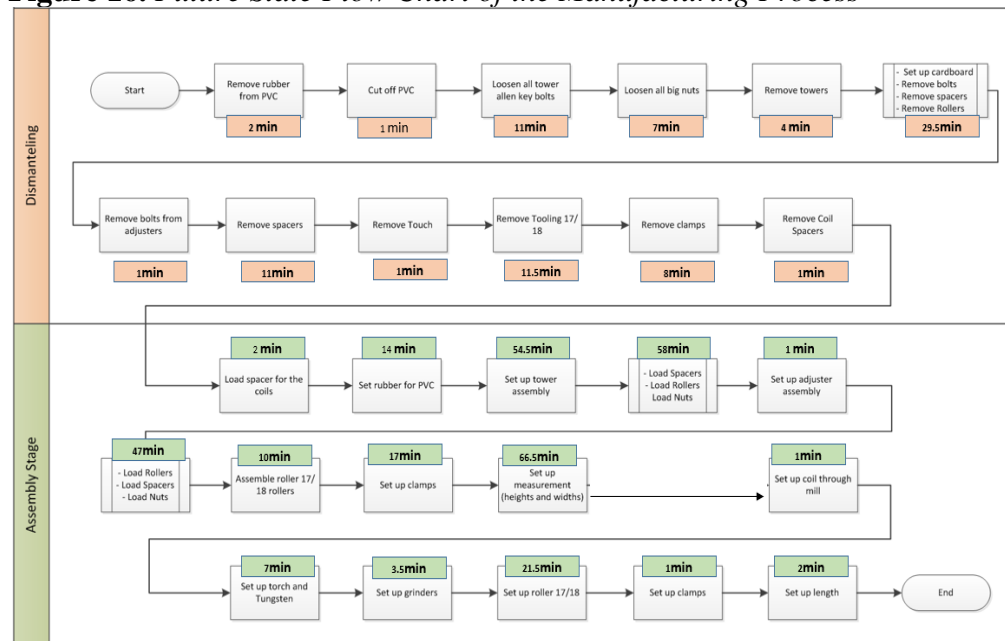 Figure 26. Future State Flow Chart of the Manufacturing Process
Dismanteling
Start
Remove rubber
from PVC
2 min
Cut off PVC
1 min
Loosen all tower
allen key bolts
11min
Loosen all big nuts
7min
Remove towers
4 min
- Set up cardboard
- Remove bolts
- Remove spacers
- Remove Rollers
29.5min
Remove bolts from
adjusters
1min
Remove spacers
11min
Remove Touch
1min
Remove Tooling 17/
18
11.5min
Remove clamps
8min
Remove Coil
Spacers
1min
Assembly Stage
2 min
Load spacer for the
coils
14 min
Set rubber for PVC
54.5min
Set up tower
assembly
58min
- Load Spacers
- Load Rollers
Load Nuts
1 min
Set up adjuster
assembly
47min
- Load Rollers
- Load Spacers
- Load Nuts
10min
Assemble roller 17/
18 rollers
17min
Set up clamps
66.5min
Set up
measurement
(heights and widths)
1min
Set up coil through
mill
7min
Set up torch and
Tungsten
3.5min
Set up grinders
21.5min
Set up roller 17/18
1min
Set up clamps
2min
Set up length
End